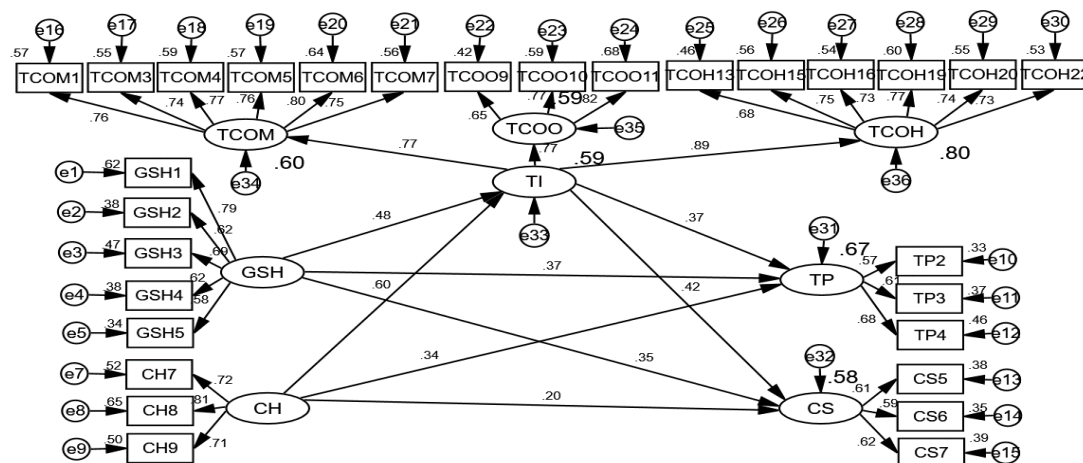 e16 e17 e18 e19 e20 e21 e22 e23 e24 e25 e26 e27 e28 e29 e30
.57 .55 .59 .57 .64 .56 .42 .59 .68 .46 .56 .54 .60 .55 .53
TCOM1 TCOM3 TCOM4 TCOM5 TCOM6 TCOM7 TCOO9 TCOO10 TCOO11 TCOH13 TCOH15 TCOH16 TCOH19 TCOH20 TCOH22
.76 .74 .77 .76 .80 .75 .65 .77 .59 .82 .68 .75 .73 .77 .74 .73
TCOM TCOO e35 TCOH
.60 .77 .77 .59 .89 .80
e34 TI e36
e33
e1 .62 GSH1
e2 .38 GSH2
e3 .47 GSH3
e4 .38 GSH4
e5 .34 GSH5
.79 .62 .69 .62 .58
GSH .48 .37 .37
e31 .67
TP .57 .61 .68
TP2 .33 e10
TP3 .37 e11
TP4 .46 e12
.60 .42 .34 .35 .20
e7 .52 CH7
e8 .65 CH8
e9 .50 CH9
.72 .81 .71
CH
e32 .58
CS .61 .59 .62
CS5 .38 e13
CS6 .35 e14
CS7 .39 e15